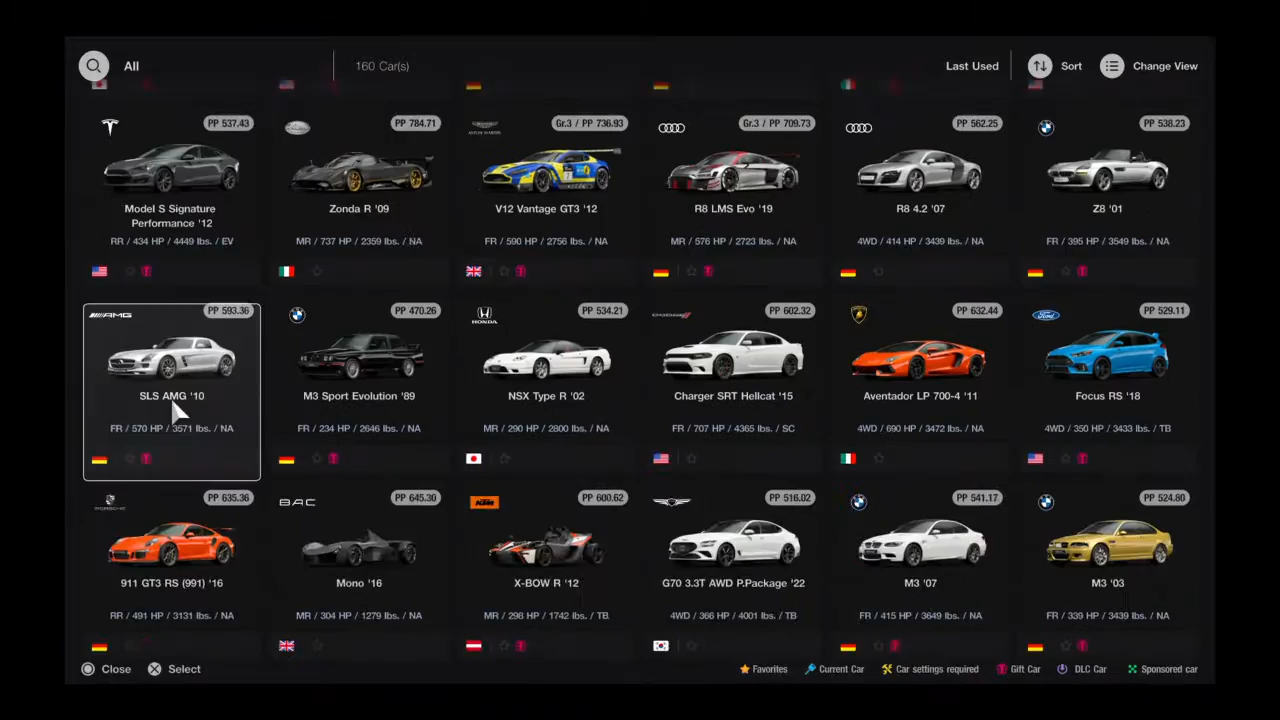 All
160 Car(s)
Last Used
Sort
Change View
PP 537.43
Model S Signature
Performance '12
RR / 434 HP / 4449 lbs. / EV
PP 784.71
Zonda R '09
MR / 737 HP / 2359 lbs. / NA
ASTON MARTIN
Gr.3 / PP 736.93
V12 Vantage GT3 '12
FR / 590 HP / 2756 lbs. / NA
Gr.3 / PP 709.73
R8 LMS Evo '19
MR / 576 HP / 2723 lbs. / NA
PP 562.25
R8 4.2 '07
4WD / 414 HP / 3439 lbs. / NA
PP 538.23
Z8 '01
FR / 395 HP / 3549 lbs. / NA
AMG
PP 593.36
SLS AMG '10
FR / 570 HP / 3571 lbs. / NA
PP 470.26
M3 Sport Evolution '89
FR / 234 HP / 2646 lbs. / NA
HONDA
PP 534.21
NSX Type R '02
MR / 290 HP / 2800 lbs. / NA
DODGE
PP 602.32
Charger SRT Hellcat '15
FR / 707 HP / 4365 lbs. / SC
PP 632.44
Aventador LP 700-4 '11
4WD / 690 HP / 3472 lbs. / NA
Ford
PP 529.11
Focus RS '18
4WD / 350 HP / 3433 lbs. / TB
PORSCHE
PP 635.36
911 GT3 RS (991) '16
RR / 491 HP / 3131 lbs. / NA
BAC
PP 645.30
Mono '16
MR / 304 HP / 1279 lbs. / NA
KTM
PP 600.62
X-BOW R '12
MR / 298 HP / 1742 lbs. / TB
PP 516.02
G70 3.3T AWD P.Package '22
4WD / 366 HP / 4001 lbs. / TB
PP 541.17
M3 '07
FR / 415 HP / 3649 lbs. / NA
PP 524.80
M3 '03
FR / 339 HP / 3439 lbs. / NA
Close
Select
Favorites
Current Car
Car settings required
Gift Car
DLC Car
Sponsored car